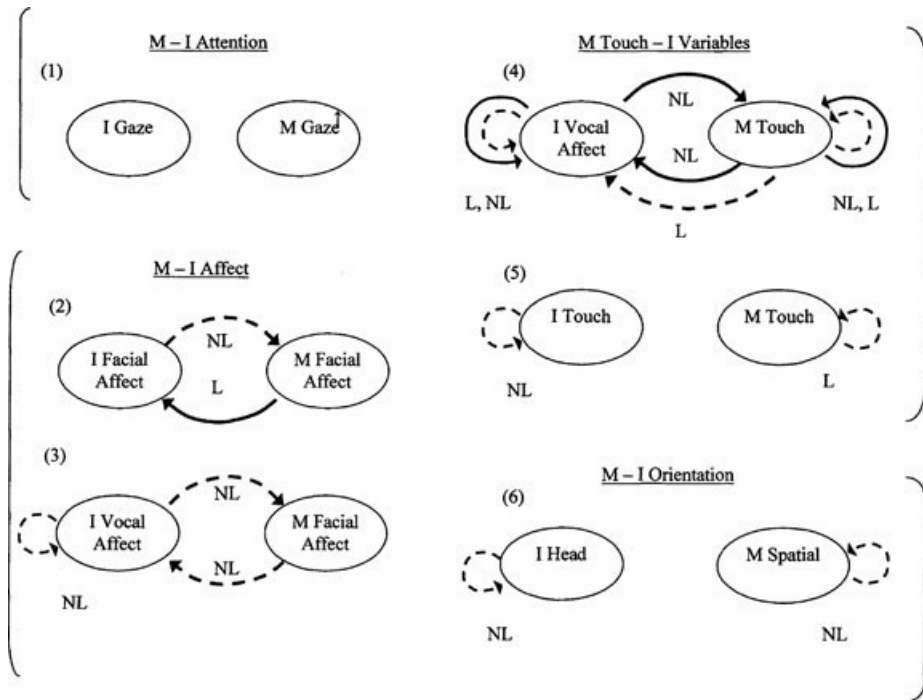 M – I Attention
(1)
I Gaze
M Gaze
M – I Affect
(2)
NL
I Facial
Affect
M Facial
Affect
L
(3)
NL
I Vocal
Affect
M Facial
Affect
NL
NL
M Touch – I Variables
(4)
NL
I Vocal
Affect
M Touch
NL
L, NL
NL, L
L
(5)
I Touch
M Touch
NL
L
M – I Orientation
(6)
I Head
M Spatial
NL
NL